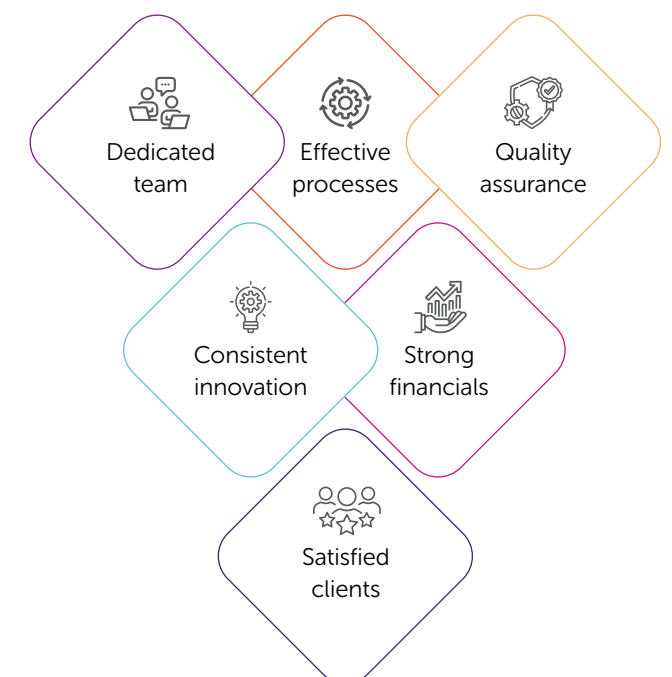 Dedicated
team
Effective
processes
Quality
assurance
Consistent
innovation
Strong
financials
Satisfied
clients